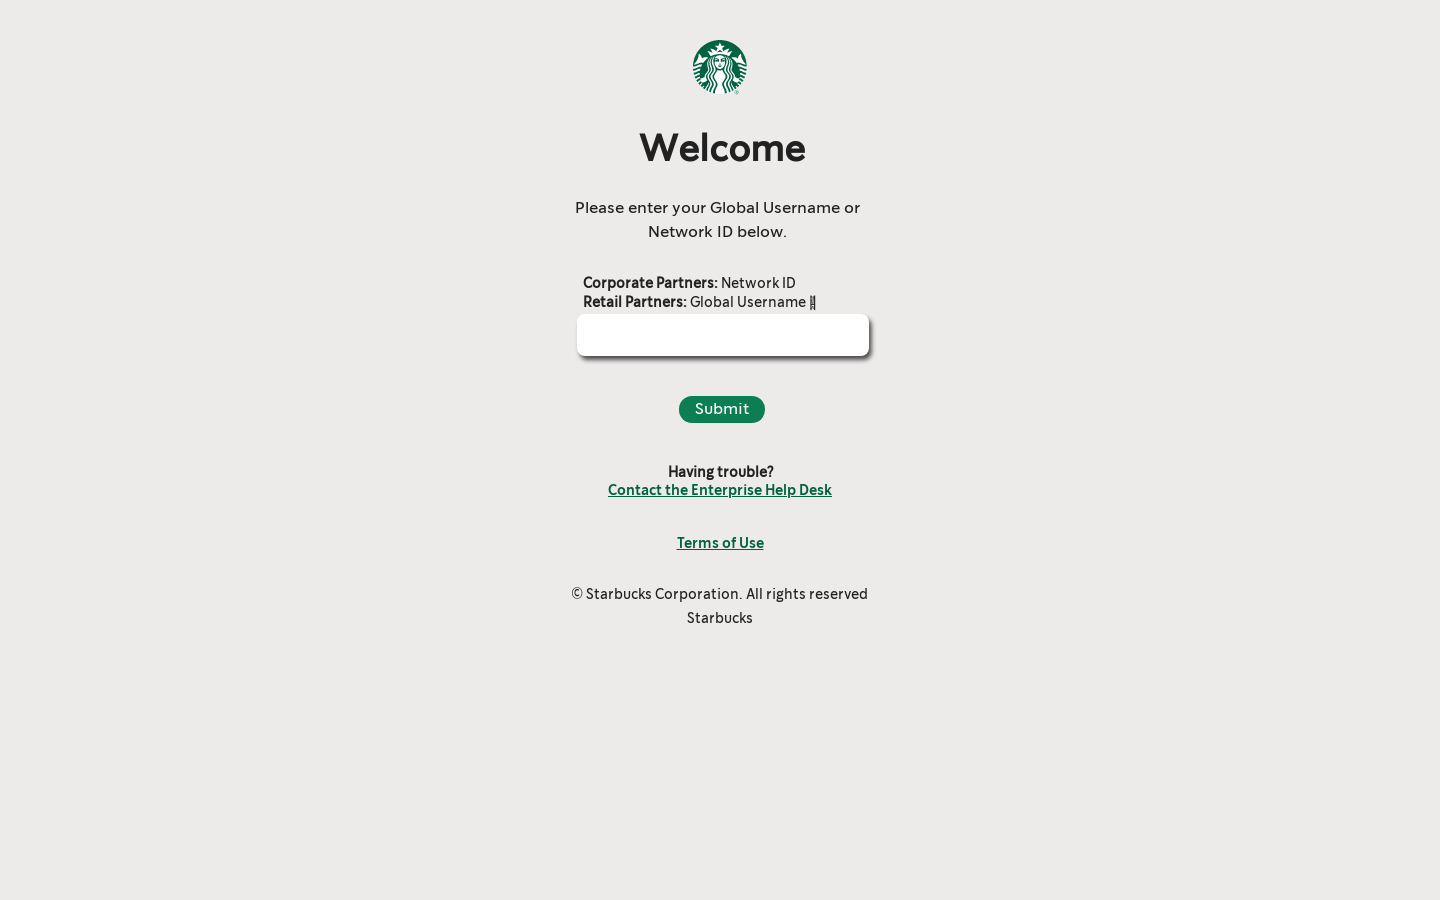 Welcome
Please enter your Global Username or
Network ID below.
Corporate Partners: Network ID
Retail Partners: Global Username
Submit
Having trouble?
Contact the Enterprise Help Desk
Terms of Use
© Starbucks Corporation. All rights reserved
Starbucks